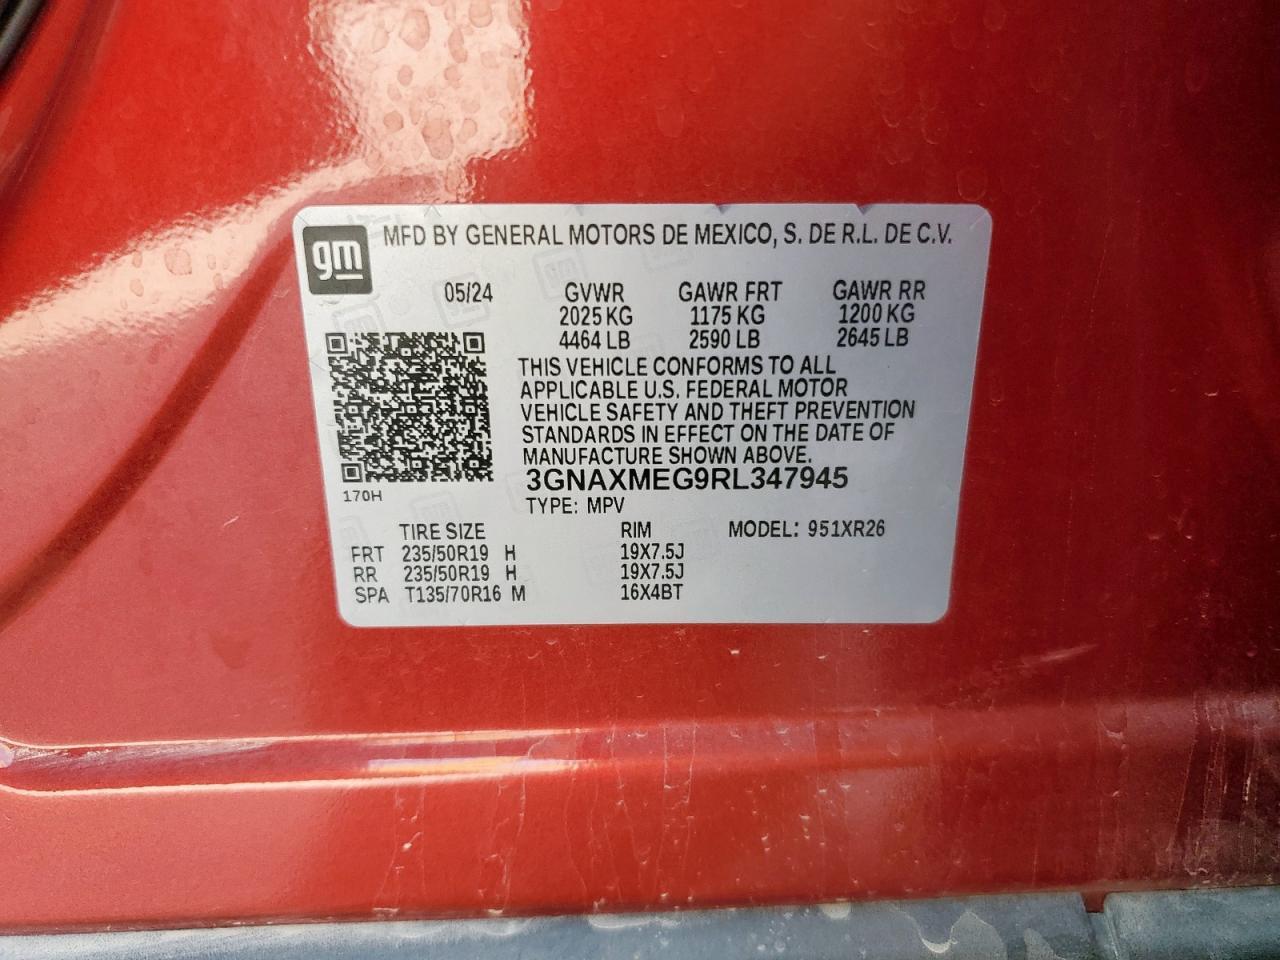 gm
MFD BY GENERAL MOTORS DE MEXICO, S. DE R.L. DE C.V.
05/24 GVWR GAWR FRT GAWR RR
2025 KG 1175 KG 1200 KG
4464 LB 2590 LB 2645 LB
THIS VEHICLE CONFORMS TO ALL
APPLICABLE U.S. FEDERAL MOTOR
VEHICLE SAFETY AND THEFT PREVENTION
STANDARDS IN EFFECT ON THE DATE OF
MANUFACTURE SHOWN ABOVE.
3GNAXMEG9RL347945
170H
TYPE: MPV
TIRE SIZE RIM MODEL: 951XR26
FRT 235/50R19 H 19X7.5J
RR 235/50R19 H 19X7.5J
SPA T135/70R16 M 16X4BT